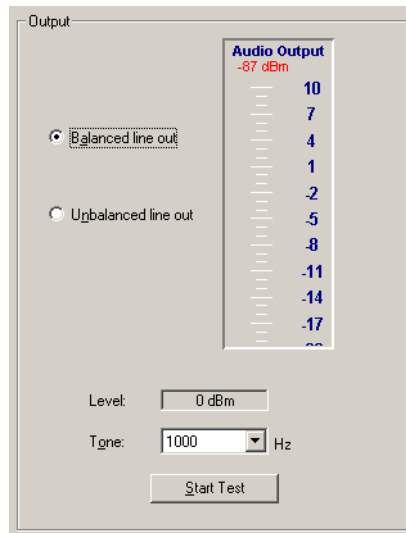 Output
Audio Output
-87 dBm
10
7
Balanced line out
4
1
-2
Unbalanced line out
-5
-8
-11
-14
-17
Level: 0 dBm
Tone: 1000 Hz
Start Test